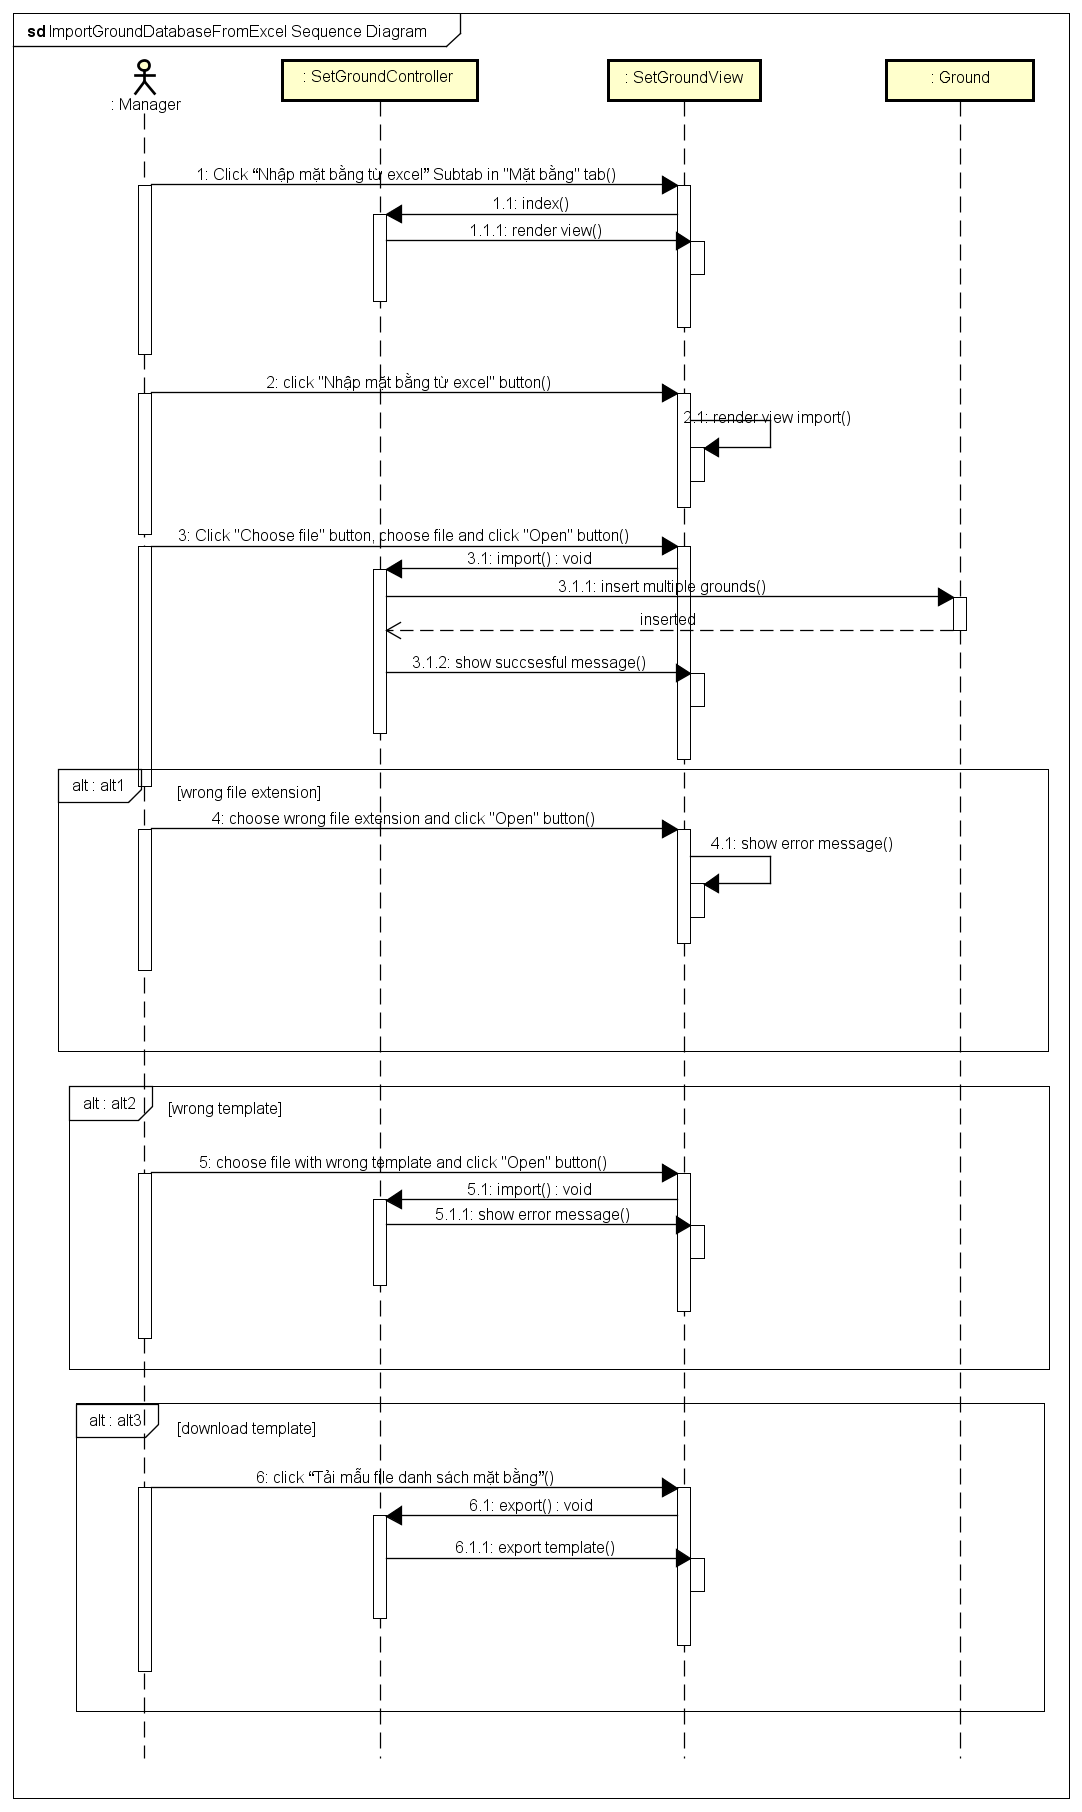 sd ImportGroundDatabaseFromExcel Sequence Diagram
: Manager
: SetGroundController
: SetGroundView
: Ground
1: Click “Nhập mặt bằng từ excel” Subtab in "Mặt bằng" tab()
1.1: index()
1.1.1: render view()
2: click "Nhập mặt bằng từ excel" button()
2.1: render view import()
3: Click "Choose file" button, choose file and click "Open" button()
3.1: import() : void
3.1.1: insert multiple grounds()
inserted
3.1.2: show succsesful message()
alt : alt1
[wrong file extension]
4: choose wrong file extension and click "Open" button()
4.1: show error message()
alt : alt2
[wrong template]
5: choose file with wrong template and click "Open" button()
5.1: import() : void
5.1.1: show error message()
alt : alt3
[download template]
6: click “Tải mẫu file danh sách mặt bằng”()
6.1: export() : void
6.1.1: export template()